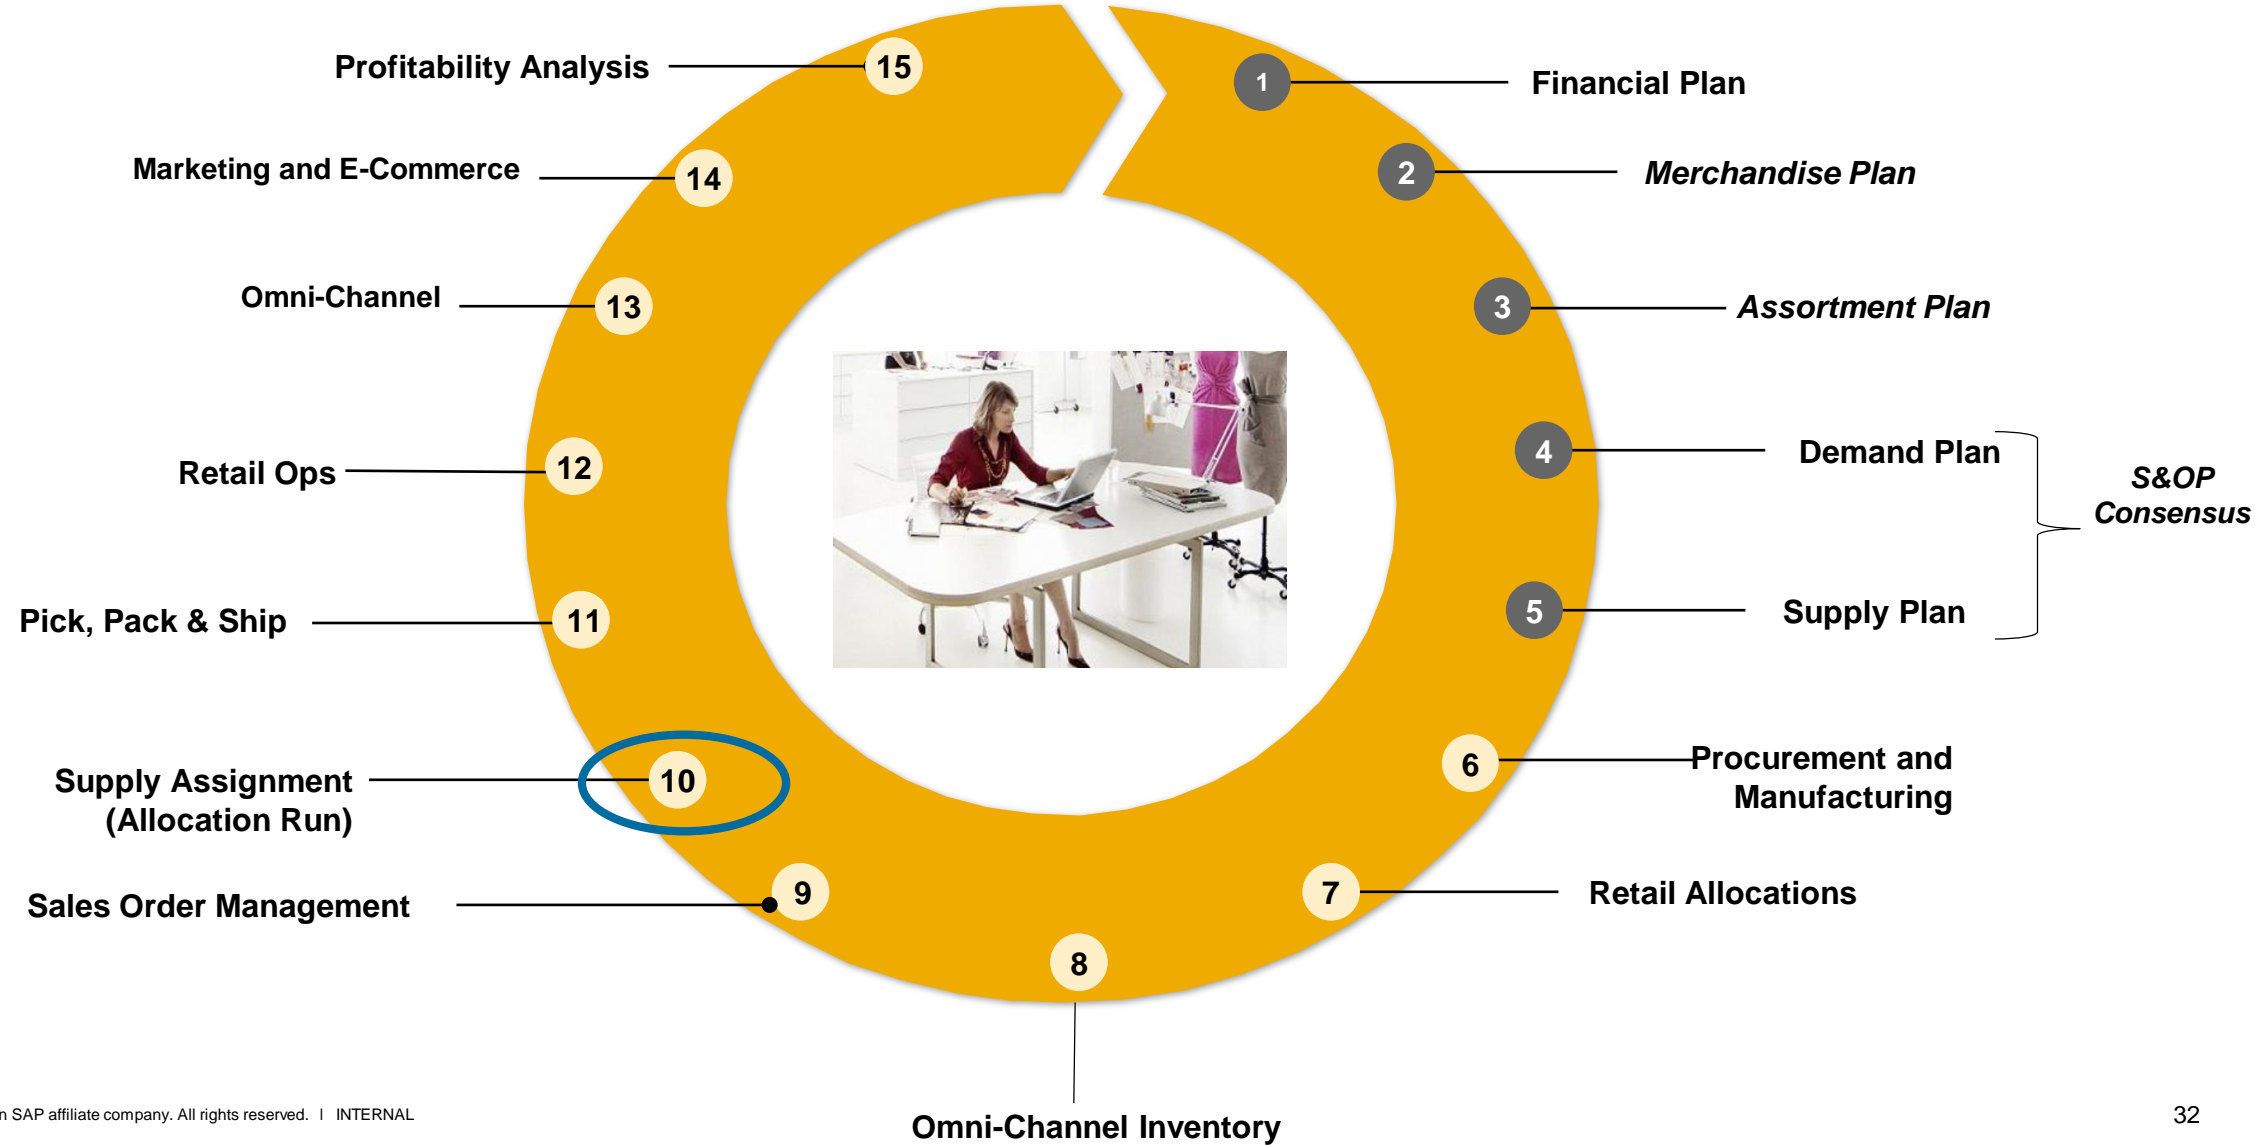 15
Profitability Analysis
1
Financial Plan
14
Marketing and E-Commerce
2
Merchandise Plan
13
Omni-Channel
3
Assortment Plan
12
Retail Ops
4
Demand Plan
S&OP
Consensus
11
Pick, Pack & Ship
5
Supply Plan
10
Supply Assignment
(Allocation Run)
6
Procurement and
Manufacturing
9
Sales Order Management
7
Retail Allocations
8
Omni-Channel Inventory
n SAP affiliate company. All rights reserved. | INTERNAL
32